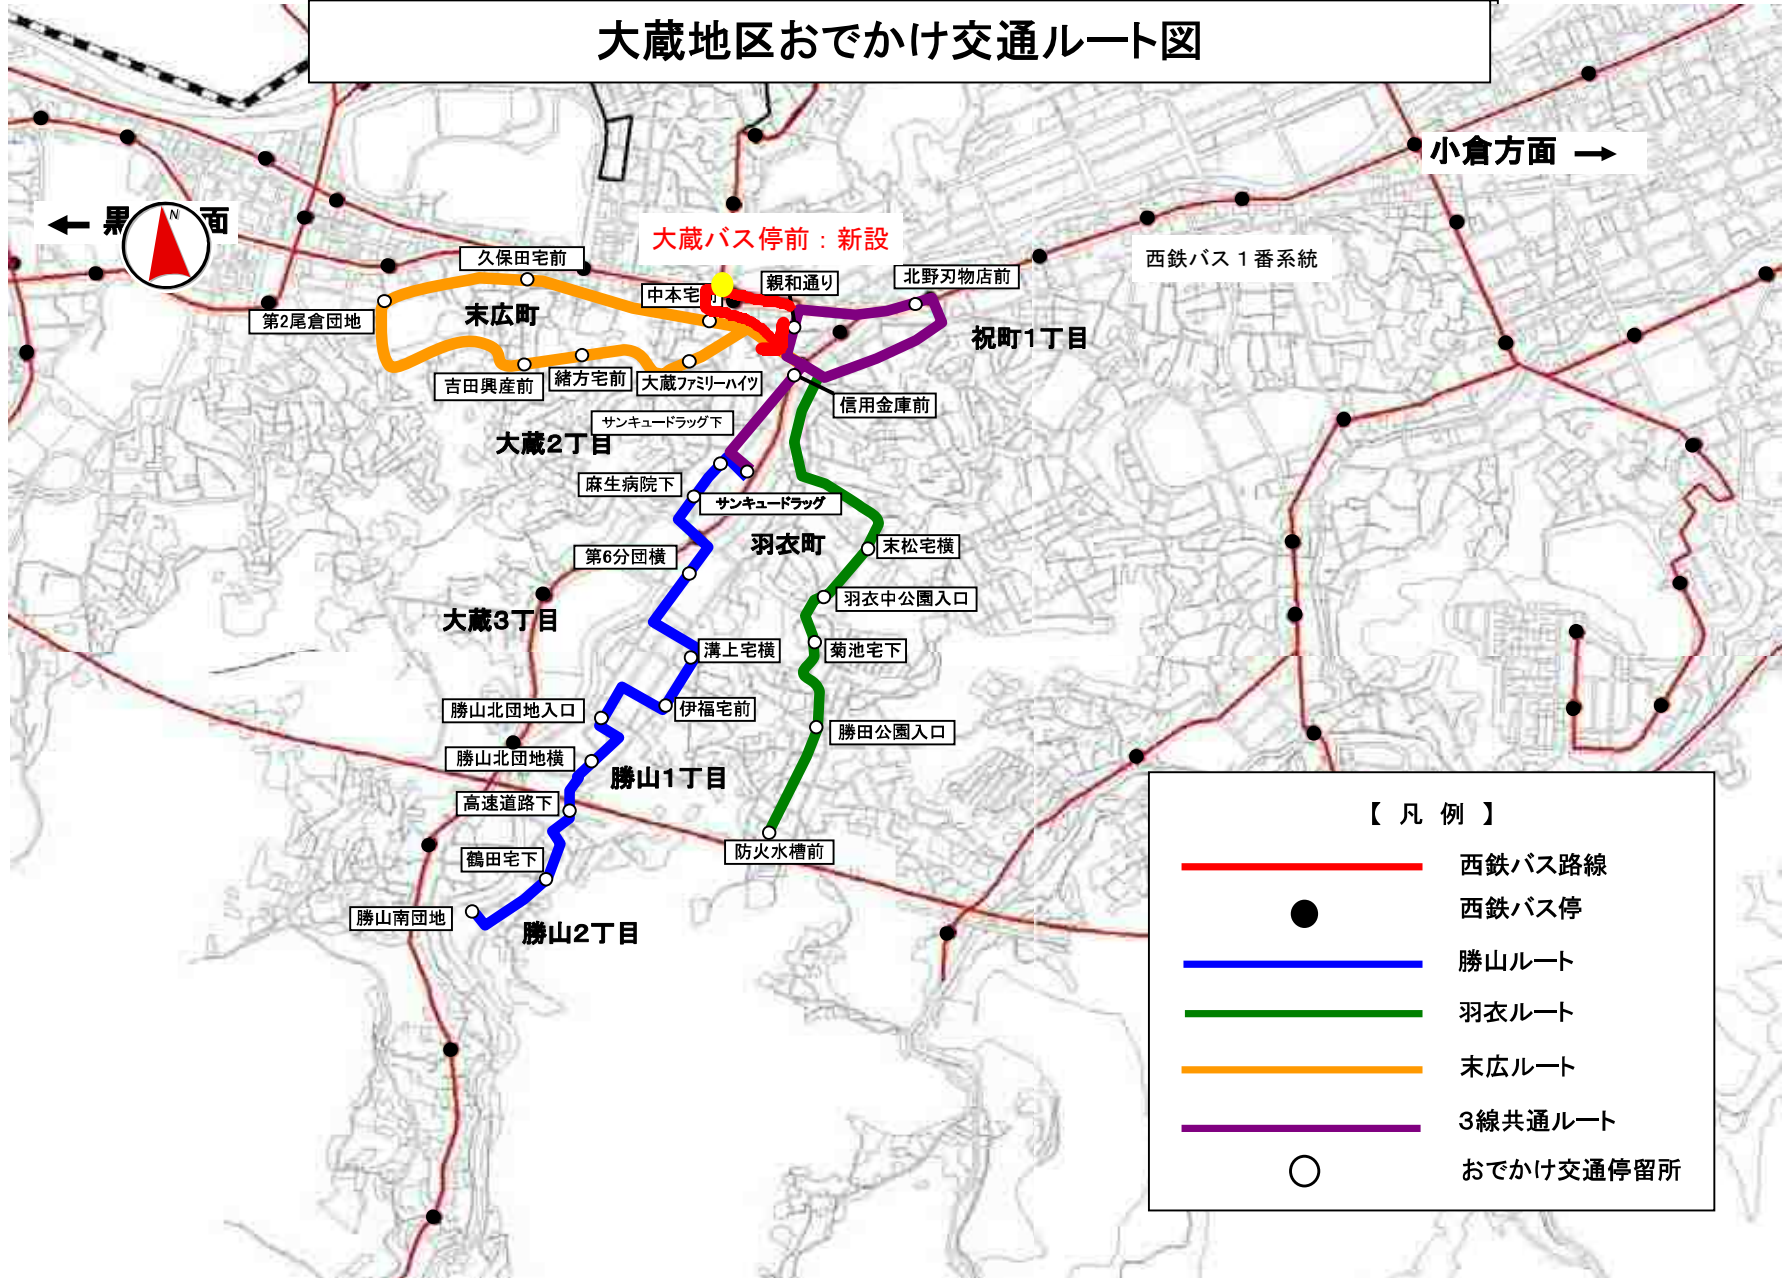 大蔵地区おでかけ交通ルート図
小倉方面 →
← 黒
面
N
大蔵バス停前：新設
西鉄バス１番系統
久保田宅前
親和通り
北野刃物店前
中本宅
第2尾倉団地
末広町
祝町1丁目
吉田興産前
緒方宅前
大蔵ファミリーハイツ
信用金庫前
サンキュードラッグ下
大蔵2丁目
麻生病院下
サンキュードラッグ
羽衣町
末松宅横
第6分団横
羽衣中公園入口
大蔵3丁目
溝上宅横
菊池宅下
勝山北団地入口
伊福宅前
勝田公園入口
勝山北団地横
勝山1丁目
高速道路下
防火水槽前
鶴田宅下
勝山南団地
勝山2丁目
【 凡 例 】
西鉄バス路線
西鉄バス停
勝山ルート
羽衣ルート
末広ルート
3線共通ルート
おでかけ交通停留所